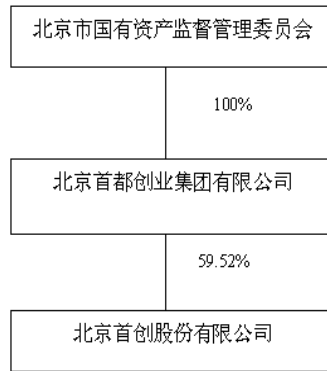 北京市国有资产监督管理委员会
100%
北京首都创业集团有限公司
59.52%
北京首创股份有限公司